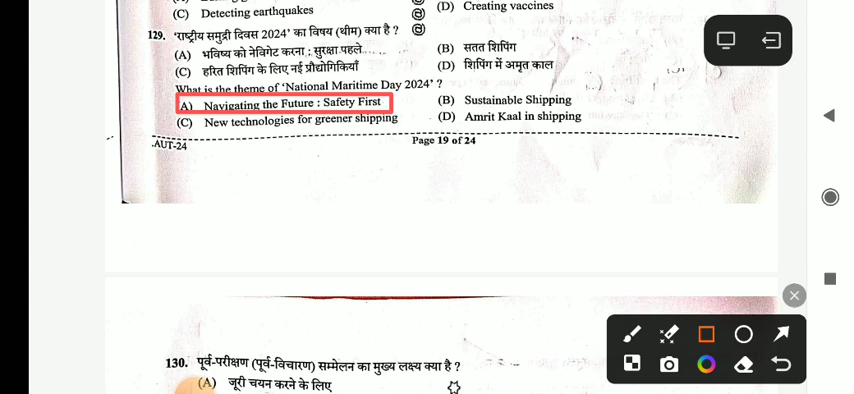 (C) Detecting earthquakes (D) Creating vaccines
129. 'राष्ट्रीय समुद्री दिवस 2024' का विषय (थीम) क्या है ?
(A) भविष्य को नेविगेट करना : सुरक्षा पहले (B) सतत शिपिंग
(C) हरित शिपिंग के लिए नई प्रौद्योगिकियाँ (D) शिपिंग में अमृत काल
What is the theme of 'National Maritime Day 2024' ?
A) Navigating the Future : Safety First (B) Sustainable Shipping
(C) New technologies for greener shipping (D) Amrit Kaal in shipping
.AUT-24 Page 19 of 24
130. पूर्व-परीक्षण (पूर्व-विचारण) सम्मेलन का मुख्य लक्ष्य क्या है ?
(A) जूरी चयन करने के लिए